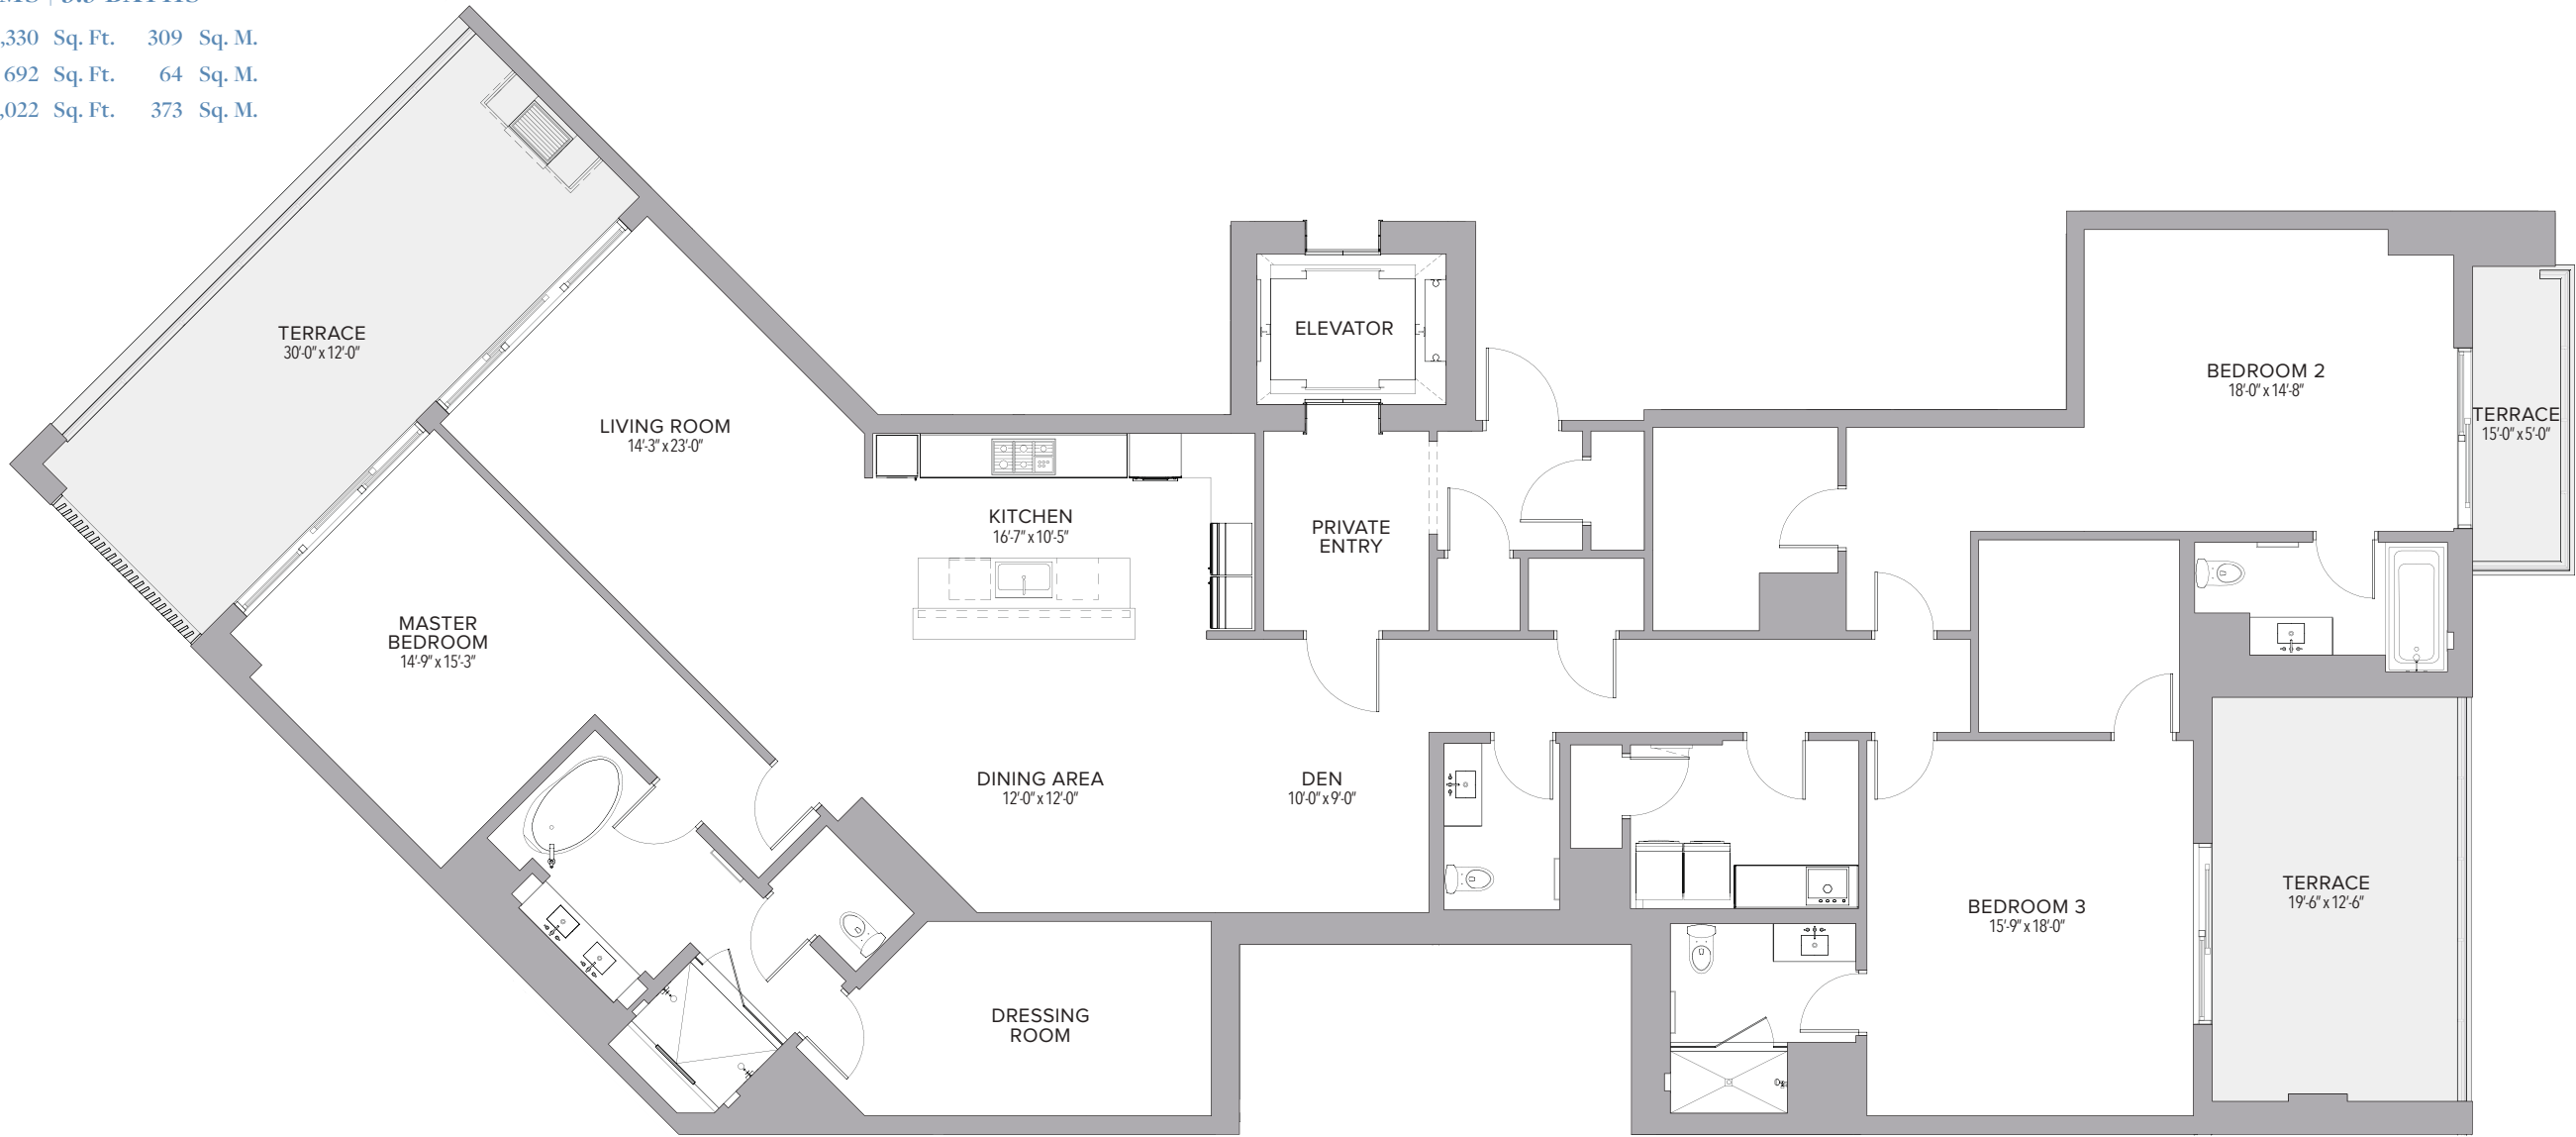 ,330 Sq. Ft. 309 Sq. M.
692 Sq. Ft. 64 Sq. M.
,022 Sq. Ft. 373 Sq. M.
TERRACE
30'-0" x 12'-0"
LIVING ROOM
14'-3" x 23'-0"
MASTER
BEDROOM
14'-9" x 15'-3"
KITCHEN
16'-7" x 10'-5"
ELEVATOR
PRIVATE
ENTRY
BEDROOM 2
18'-0" x 14'-8"
TERRACE
15'-0" x 5'-0"
DINING AREA
12'-0" x 12'-0"
DEN
10'-0" x 9'-0"
DRESSING
ROOM
BEDROOM 3
15'-9" x 18'-0"
TERRACE
19'-6" x 12'-6"